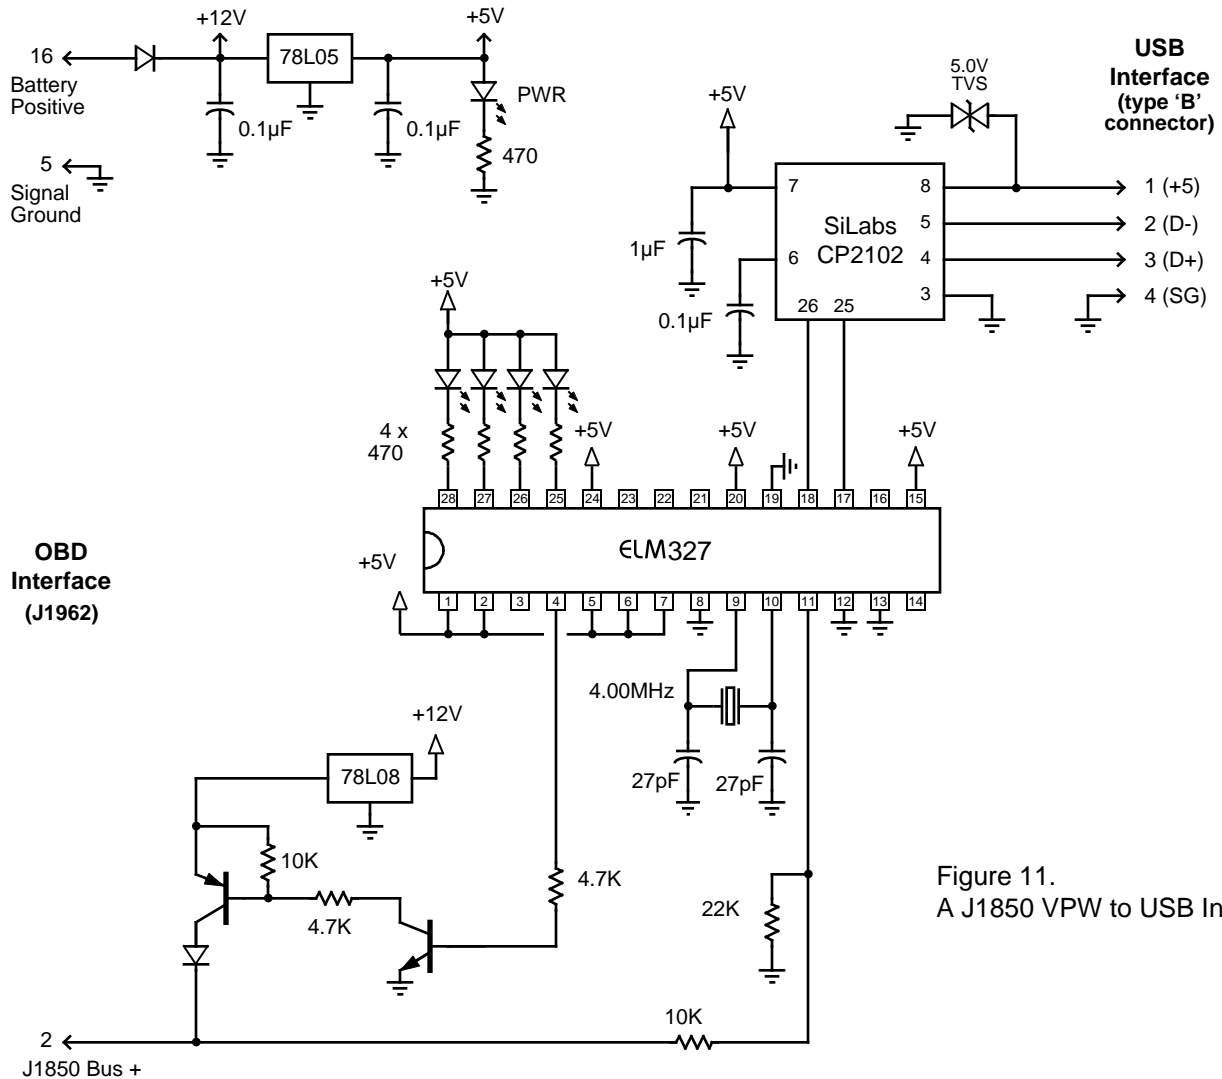 +12V
+5V
16
78L05
Battery
Positive
PWR
0.1µF
0.1µF
470
5
Signal
Ground
USB
Interface
(type ‘B’
connector)
5.0V
TVS
+5V
7
8
1 (+5)
SiLabs
CP2102
5
2 (D-)
1µF
6
4
3 (D+)
3
4 (SG)
0.1µF
26
25
+5V
4 x
470
+5V
+5V
+5V
28
27
26
25
24
23
22
21
20
19
18
17
16
15
ELM327
OBD
Interface
(J1962)
+5V
1
2
3
4
5
6
7
8
9
10
11
12
13
14
4.00MHz
27pF
27pF
+12V
78L08
10K
4.7K
4.7K
22K
Figure 11.
A J1850 VPW to USB In
10K
2
J1850 Bus +